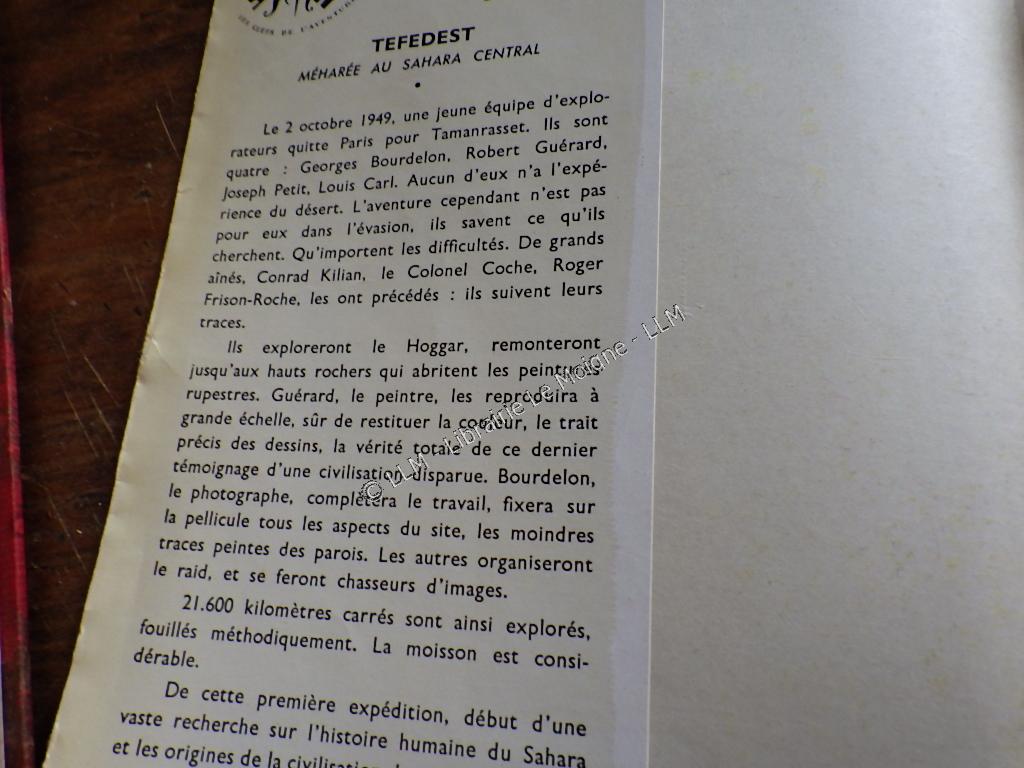 LES CLEFS DE L'AVENTURE
TEFEDEST
MÉHARÉE AU SAHARA CENTRAL
Le 2 octobre 1949, une jeune équipe d'explo-
rateurs quitte Paris pour Tamanrasset. Ils sont
quatre : Georges Bourdelon, Robert Guérard,
Joseph Petit, Louis Carl. Aucun d'eux n'a l'expé-
rience du désert. L'aventure cependant n'est pas
pour eux dans l'évasion, ils savent ce qu'ils
cherchent. Qu'importent les difficultés. De grands
aînés, Conrad Kilian, le Colonel Coche, Roger
Frison-Roche, les ont précédés : ils suivent leurs
traces.
Ils exploreront le Hoggar, remonteront
jusqu'aux hauts rochers qui abritent les peintures
rupestres. Guérard, le peintre, les reproduira à
grande échelle, sûr de restituer la couleur, le trait
précis des dessins, la vérité totale de ce dernier
témoignage d'une civilisation disparue. Bourdelon,
le photographe, complétera le travail, fixera sur
la pellicule tous les aspects du site, les moindres
traces peintes des parois. Les autres organiseront
le raid, et se feront chasseurs d'images.
21.600 kilomètres carrés sont ainsi explorés,
fouillés méthodiquement. La moisson est consi-
dérable.
De cette première expédition, début d'une
vaste recherche sur l'histoire humaine du Sahara
et les origines de la
© LLM - Librairie Le Moigne - LLM